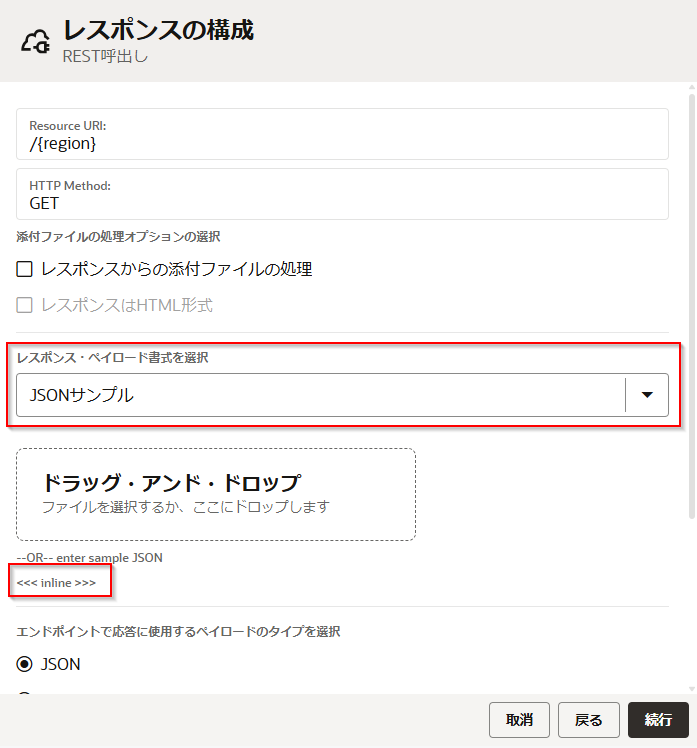 レスポンスの構成
REST呼出し
Resource URI:
/{region}
HTTP Method:
GET
添付ファイルの処理オプションの選択
レスポンスからの添付ファイルの処理
レスポンスはHTML形式
レスポンス・ペイロード書式を選択
JSONサンプル
ドラッグ・アンド・ドロップ
ファイルを選択するか、ここにドロップします
--OR-- enter sample JSON
<<< inline >>>
エンドポイントで応答に使用するペイロードのタイプを選択
JSON
取消
戻る
続行